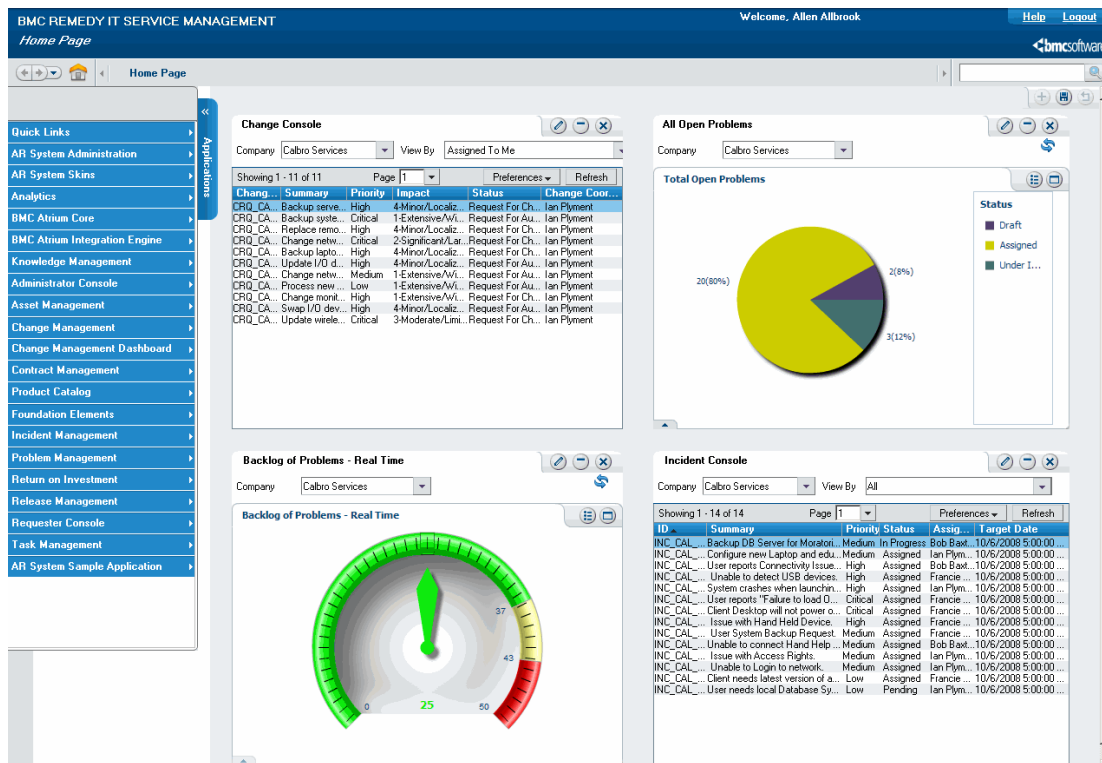 BMC REMEDY IT SERVICE MANAGEMENT
Welcome, Allen Allbrook
Help Logout
Home Page
bmcsoftware
Home Page
Applications
Quick Links
AR System Administration
AR System Skins
Analytics
BMC Atrium Core
BMC Atrium Integration Engine
Knowledge Management
Administrator Console
Asset Management
Change Management
Change Management Dashboard
Contract Management
Product Catalog
Foundation Elements
Incident Management
Problem Management
Return on Investment
Release Management
Requester Console
Task Management
AR System Sample Application
Change Console
Company Calbro Services View By Assigned To Me
Showing 1 - 11 of 11 Page 1 Preferences Refresh
Chang... Summary Priority Impact Status Change Coor...
CRQ_CA... Backup serve... High 4-Minor/Localiz... Request For Ch... Ian Plyment
CRQ_CA... Backup syste... Critical 1-Extensive/Wi... Request For Au... Ian Plyment
CRQ_CA... Replace remo... High 4-Minor/Localiz... Request For Ch... Ian Plyment
CRQ_CA... Change netw... Critical 2-Significant/Lar... Request For Ch... Ian Plyment
CRQ_CA... Backup lapto... High 4-Minor/Localiz... Request For Ch... Ian Plyment
CRQ_CA... Update I/O d... High 4-Minor/Localiz... Request For Au... Ian Plyment
CRQ_CA... Change netw... Medium 1-Extensive/Wi... Request For Au... Ian Plyment
CRQ_CA... Process new ... Low 1-Extensive/Wi... Request For Au... Ian Plyment
CRQ_CA... Change monit... High 1-Extensive/Wi... Request For Ch... Ian Plyment
CRQ_CA... Swap I/O dev... High 4-Minor/Localiz... Request For Au... Ian Plyment
CRQ_CA... Update wirele... Critical 3-Moderate/Limi... Request For Ch... Ian Plyment
All Open Problems
Company Calbro Services
Total Open Problems
Status
Draft
Assigned
Under I...
2(8%)
20(80%)
3(12%)
Backlog of Problems - Real Time
Company Calbro Services
Backlog of Problems - Real Time
37
43
0 25 50
Incident Console
Company Calbro Services View By All
Showing 1 - 14 of 14 Page 1 Preferences Refresh
ID Summary Priority Status Assig... Target Date
INC_CAL_... Backup DB Server for Moratori... Medium In Progress Bob Baxt... 10/6/2008 5:00:00 ...
INC_CAL_... Configure new Laptop and edu... Medium Assigned Ian Plym... 10/6/2008 5:00:00 ...
INC_CAL_... User reports Connectivity Issue... High Assigned Bob Baxt... 10/6/2008 5:00:00 ...
INC_CAL_... Unable to detect USB devices. High Assigned Francie ... 10/6/2008 5:00:00 ...
INC_CAL_... System crashes when launchin... High Assigned Ian Plym... 10/6/2008 5:00:00 ...
INC_CAL_... User reports "Failure to load O... Critical Assigned Francie ... 10/6/2008 5:00:00 ...
INC_CAL_... Client Desktop will not power o... Critical Assigned Francie ... 10/6/2008 5:00:00 ...
INC_CAL_... Issue with Hand Held Device. High Assigned Francie ... 10/6/2008 5:00:00 ...
INC_CAL_... User System Backup Request. Medium Assigned Francie ... 10/6/2008 5:00:00 ...
INC_CAL_... Unable to connect Hand Help ... Medium Assigned Bob Baxt... 10/6/2008 5:00:00 ...
INC_CAL_... Issue with Access Rights. Medium Assigned Ian Plym... 10/6/2008 5:00:00 ...
INC_CAL_... Unable to Login to network. Medium Assigned Ian Plym... 10/6/2008 5:00:00 ...
INC_CAL_... Client needs latest version of a... Low Assigned Francie ... 10/6/2008 5:00:00 ...
INC_CAL_... User needs local Database Sy... Low Pending Ian Plym... 10/6/2008 5:00:00 ...